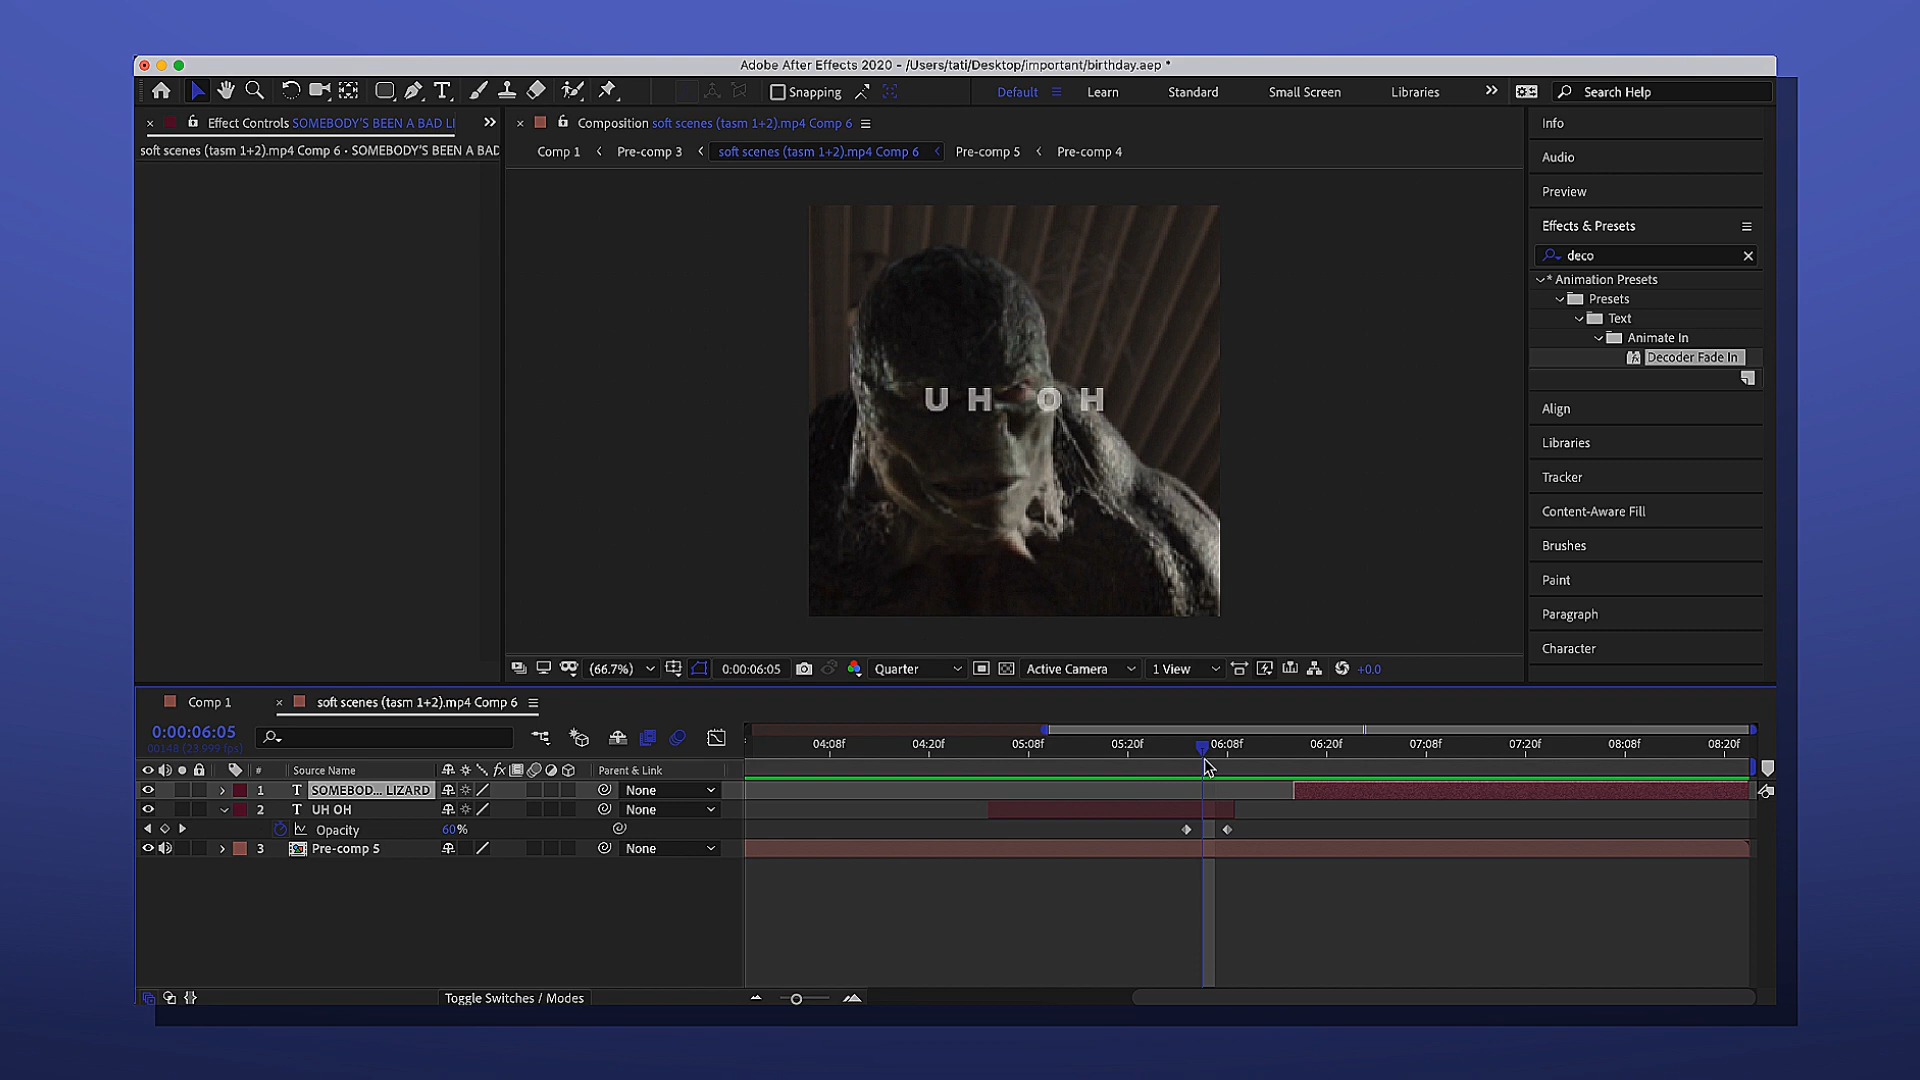 Adobe After Effects 2020 - /Users/tati/Desktop/important/birthday.aep *
Snapping
Default
Learn
Standard
Small Screen
Libraries
Search Help
Effect Controls SOMEBODY'S BEEN A BAD LI
soft scenes (tasm 1+2).mp4 Comp 6 • SOMEBODY'S BEEN A BAD
Composition soft scenes (tasm 1+2).mp4 Comp 6
Comp 1
Pre-comp 3
soft scenes (tasm 1+2).mp4 Comp 6
Pre-comp 5
Pre-comp 4
UH OH
(66.7%)
0:00:06:05
Quarter
Active Camera
1 View
+0.0
Info
Audio
Preview
Effects & Presets
deco
* Animation Presets
Presets
Text
Animate In
Decoder Fade In
Align
Libraries
Tracker
Content-Aware Fill
Brushes
Paint
Paragraph
Character
Comp 1
soft scenes (tasm 1+2).mp4 Comp 6
0:00:06:05
00148 (23.999 fps)
04:08f 04:20f 05:08f 05:20f 06:08f 06:20f 07:08f 07:20f 08:08f 08:20f
# Source Name fx Parent & Link
1 T SOMEBOD... LIZARD None
2 T UH OH None
Opacity 60%
3 Pre-comp 5 None
Toggle Switches / Modes